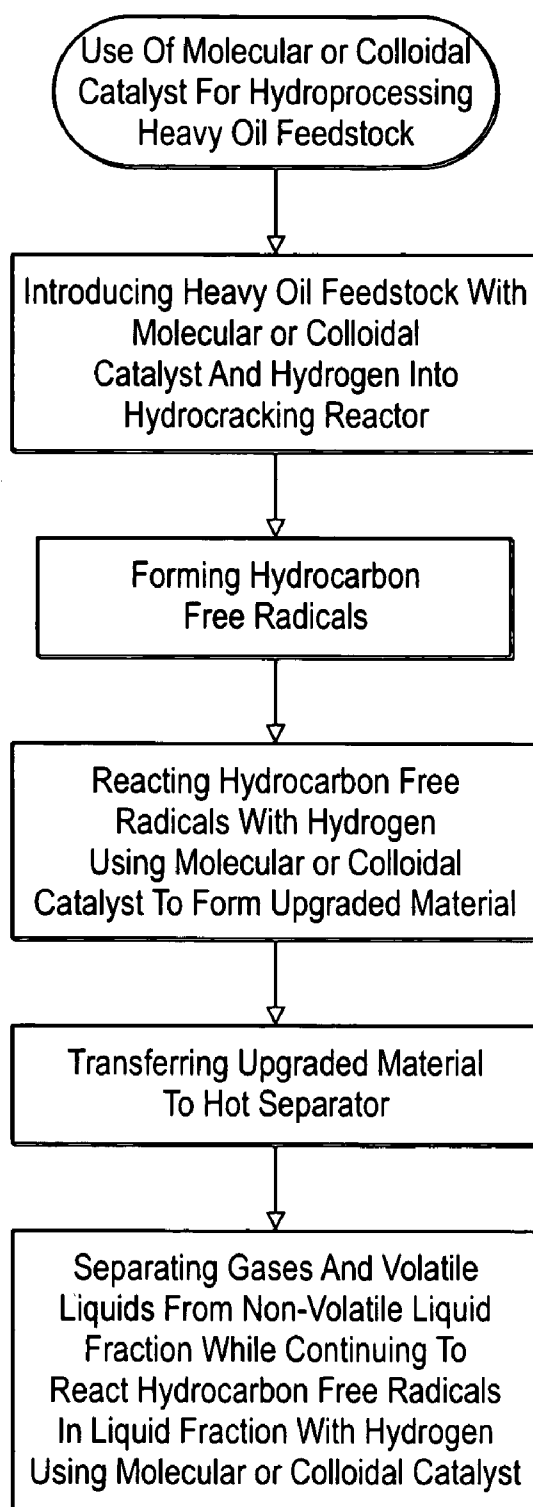 Use Of Molecular or Colloidal
Catalyst For Hydroprocessing
Heavy Oil Feedstock
Introducing Heavy Oil Feedstock With
Molecular or Colloidal
Catalyst And Hydrogen Into
Hydrocracking Reactor
Forming Hydrocarbon
Free Radicals
Reacting Hydrocarbon Free
Radicals With Hydrogen
Using Molecular or Colloidal
Catalyst To Form Upgraded Material
Transferring Upgraded Material
To Hot Separator
Separating Gases And Volatile
Liquids From Non-Volatile Liquid
Fraction While Continuing To
React Hydrocarbon Free Radicals
In Liquid Fraction With Hydrogen
Using Molecular or Colloidal Catalyst